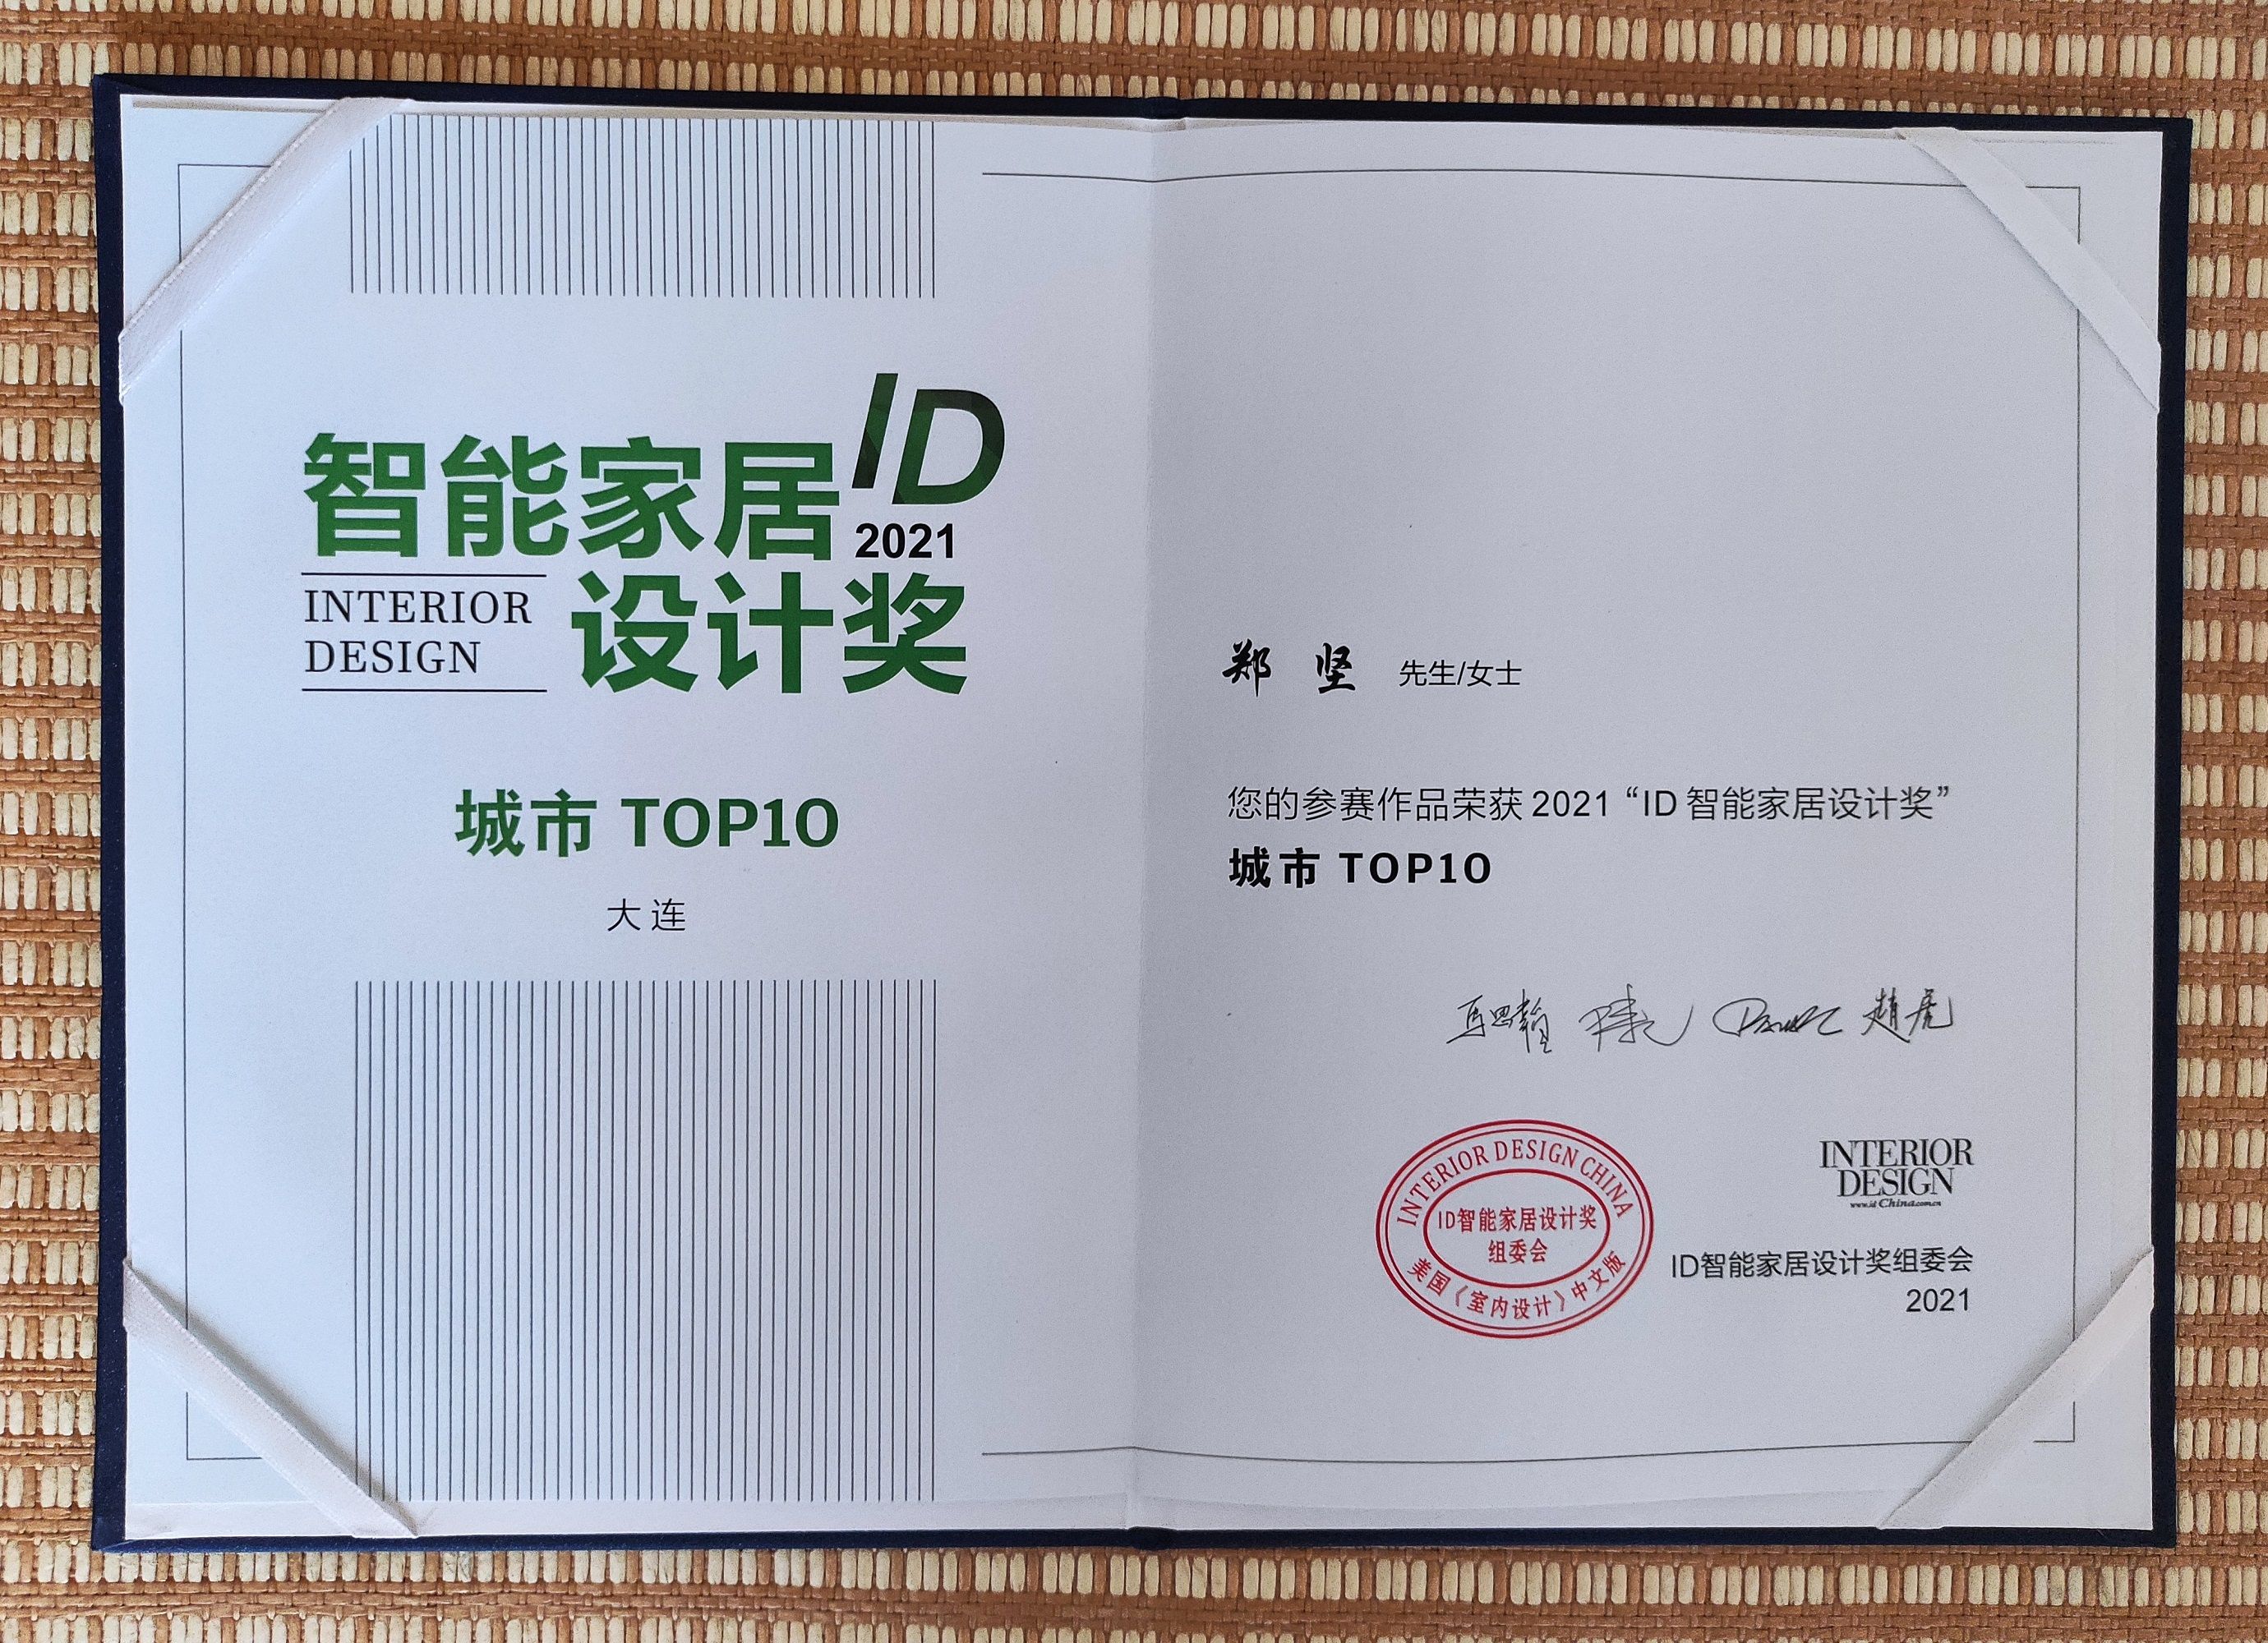 智能家居 ID
2021
INTERIOR
DESIGN
设计奖
城市 TOP10
大连
郑 坚 先生/女士
您的参赛作品荣获 2021 “ID 智能家居设计奖”
城市 TOP10
赵虎
INTERIOR DESIGN CHINA
ID智能家居设计奖
组委会
美国《室内设计》中文版
INTERIOR
DESIGN
www.idChina.com.cn
ID智能家居设计奖组委会
2021